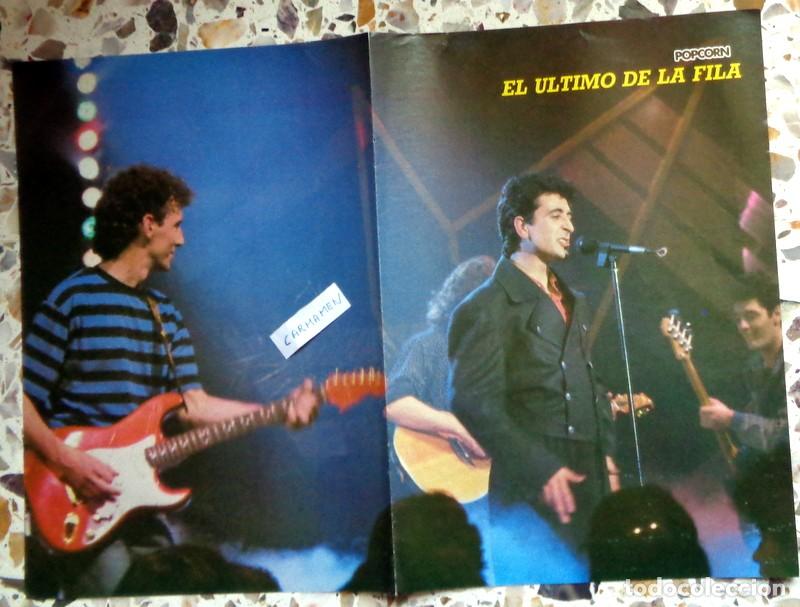 POPCORN
EL ULTIMO DE LA FILA
CARMAMEN
todocoleccion